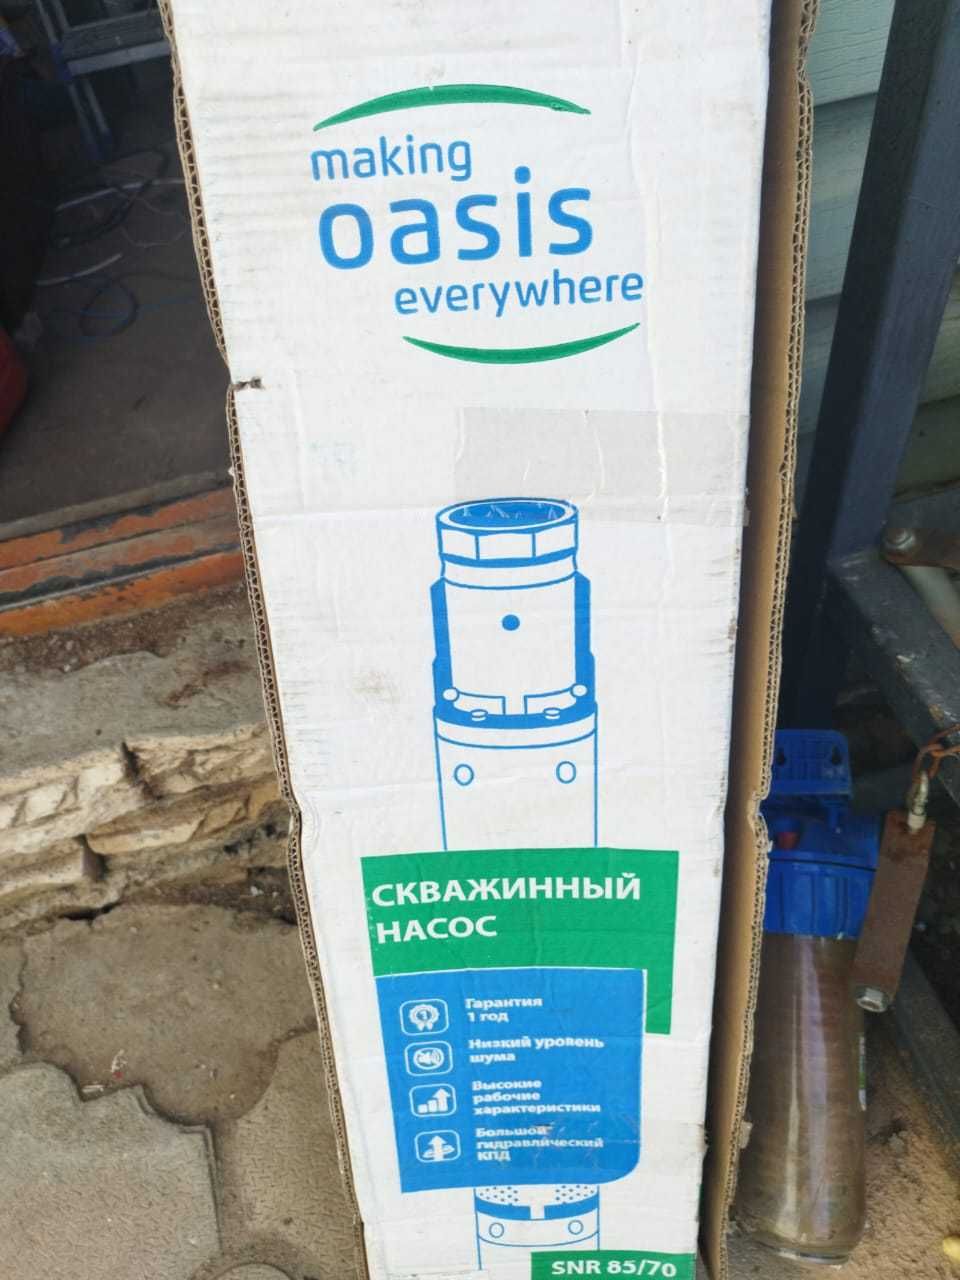 making
oasis
everywhere
СКВАЖИННЫЙ
НАСОС
Гарантия
1 год
Низкий уровень
шума
Высокие
рабочие
характеристики
Большой
гидравлический
КПД
SNR 85/70